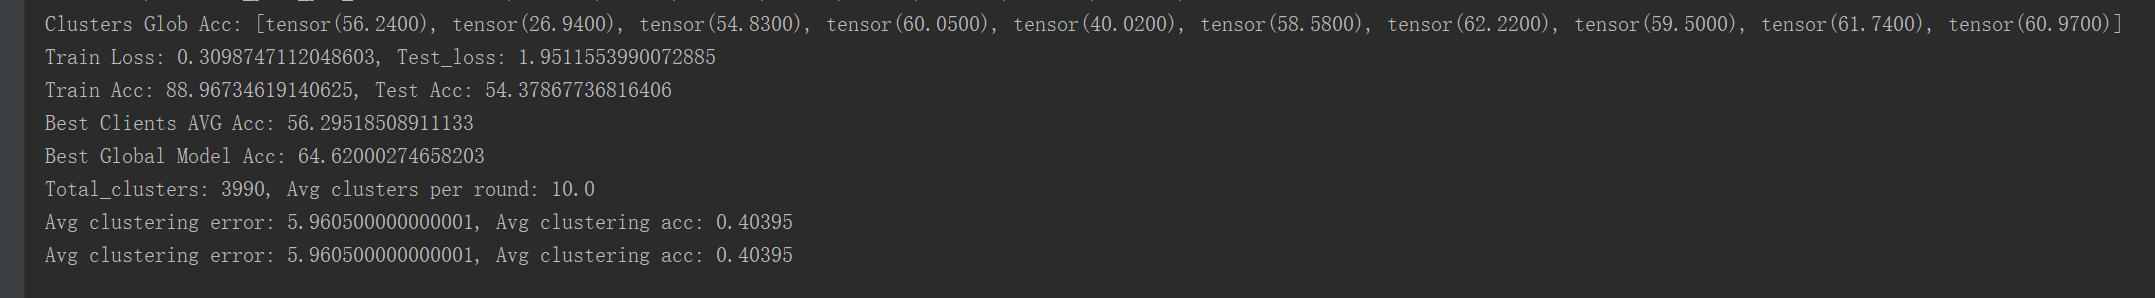 Clusters Glob Acc: [tensor(56.2400), tensor(26.9400), tensor(54.8300), tensor(60.0500), tensor(40.0200), tensor(58.5800), tensor(62.2200), tensor(59.5000), tensor(61.7400), tensor(60.9700)]
Train Loss: 0.3098747112048603, Test_loss: 1.9511553990072885
Train Acc: 88.96734619140625, Test Acc: 54.37867736816406
Best Clients AVG Acc: 56.29518508911133
Best Global Model Acc: 64.62000274658203
Total_clusters: 3990, Avg clusters per round: 10.0
Avg clustering error: 5.960500000000001, Avg clustering acc: 0.40395
Avg clustering error: 5.960500000000001, Avg clustering acc: 0.40395